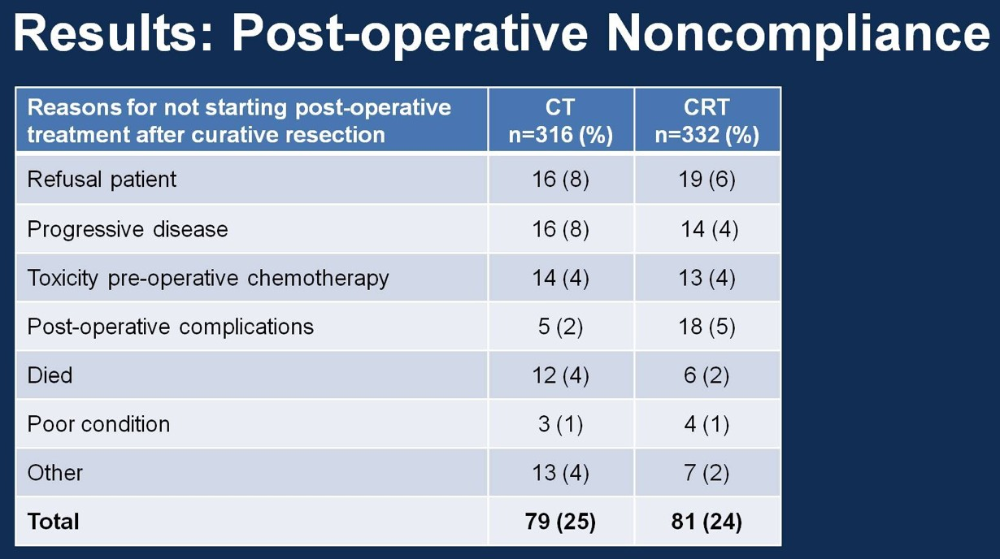 Results: Post-operative Noncompliance
Reasons for not starting post-operative treatment after curative resection CT n=316 (%) CRT n=332 (%)
Refusal patient 16 (8) 19 (6)
Progressive disease 16 (8) 14 (4)
Toxicity pre-operative chemotherapy 14 (4) 13 (4)
Post-operative complications 5 (2) 18 (5)
Died 12 (4) 6 (2)
Poor condition 3 (1) 4 (1)
Other 13 (4) 7 (2)
Total 79 (25) 81 (24)